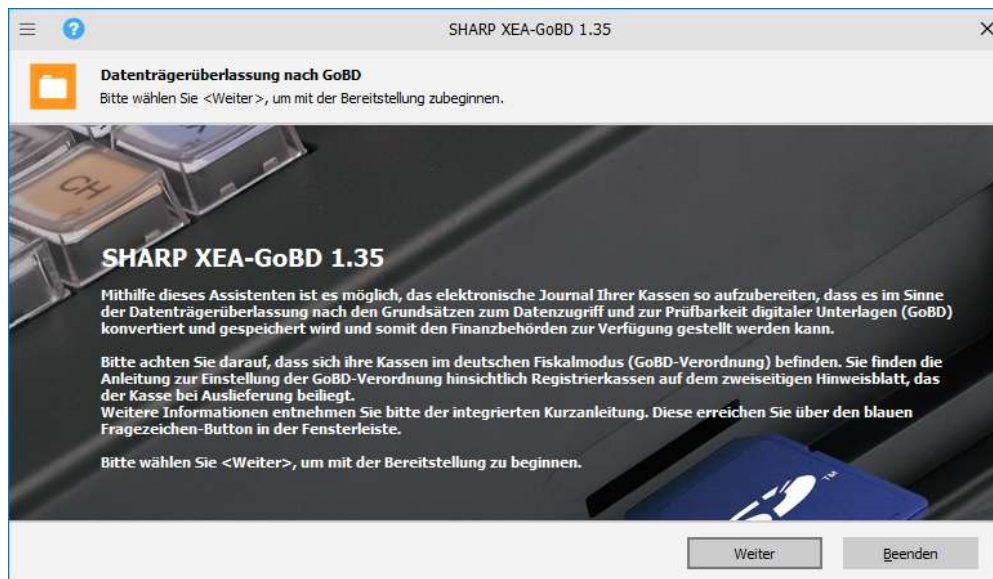 SHARP XEA-GoBD 1.35
Datenträgerüberlassung nach GoBD
Bitte wählen Sie <Weiter>, um mit der Bereitstellung zubeginnen.
CH
SHARP XEA-GoBD 1.35
Mithilfe dieses Assistenten ist es möglich, das elektronische Journal Ihrer Kassen so aufzubereiten, dass es im Sinne
der Datenträgerüberlassung nach den Grundsätzen zum Datenzugriff und zur Prüfbarkeit digitaler Unterlagen (GoBD)
konvertiert und gespeichert wird und somit den Finanzbehörden zur Verfügung gestellt werden kann.
Bitte achten Sie darauf, dass sich ihre Kassen im deutschen Fiskalmodus (GoBD-Verordnung) befinden. Sie finden die
Anleitung zur Einstellung der GoBD-Verordnung hinsichtlich Registrierkassen auf dem zweiseitigen Hinweisblatt, das
der Kasse bei Auslieferung beiliegt.
Weitere Informationen entnehmen Sie bitte der integrierten Kurzanleitung. Diese erreichen Sie über den blauen
Fragezeichen-Button in der Fensterleiste.
Bitte wählen Sie <Weiter>, um mit der Bereitstellung zu beginnen.
TM
Weiter
Beenden